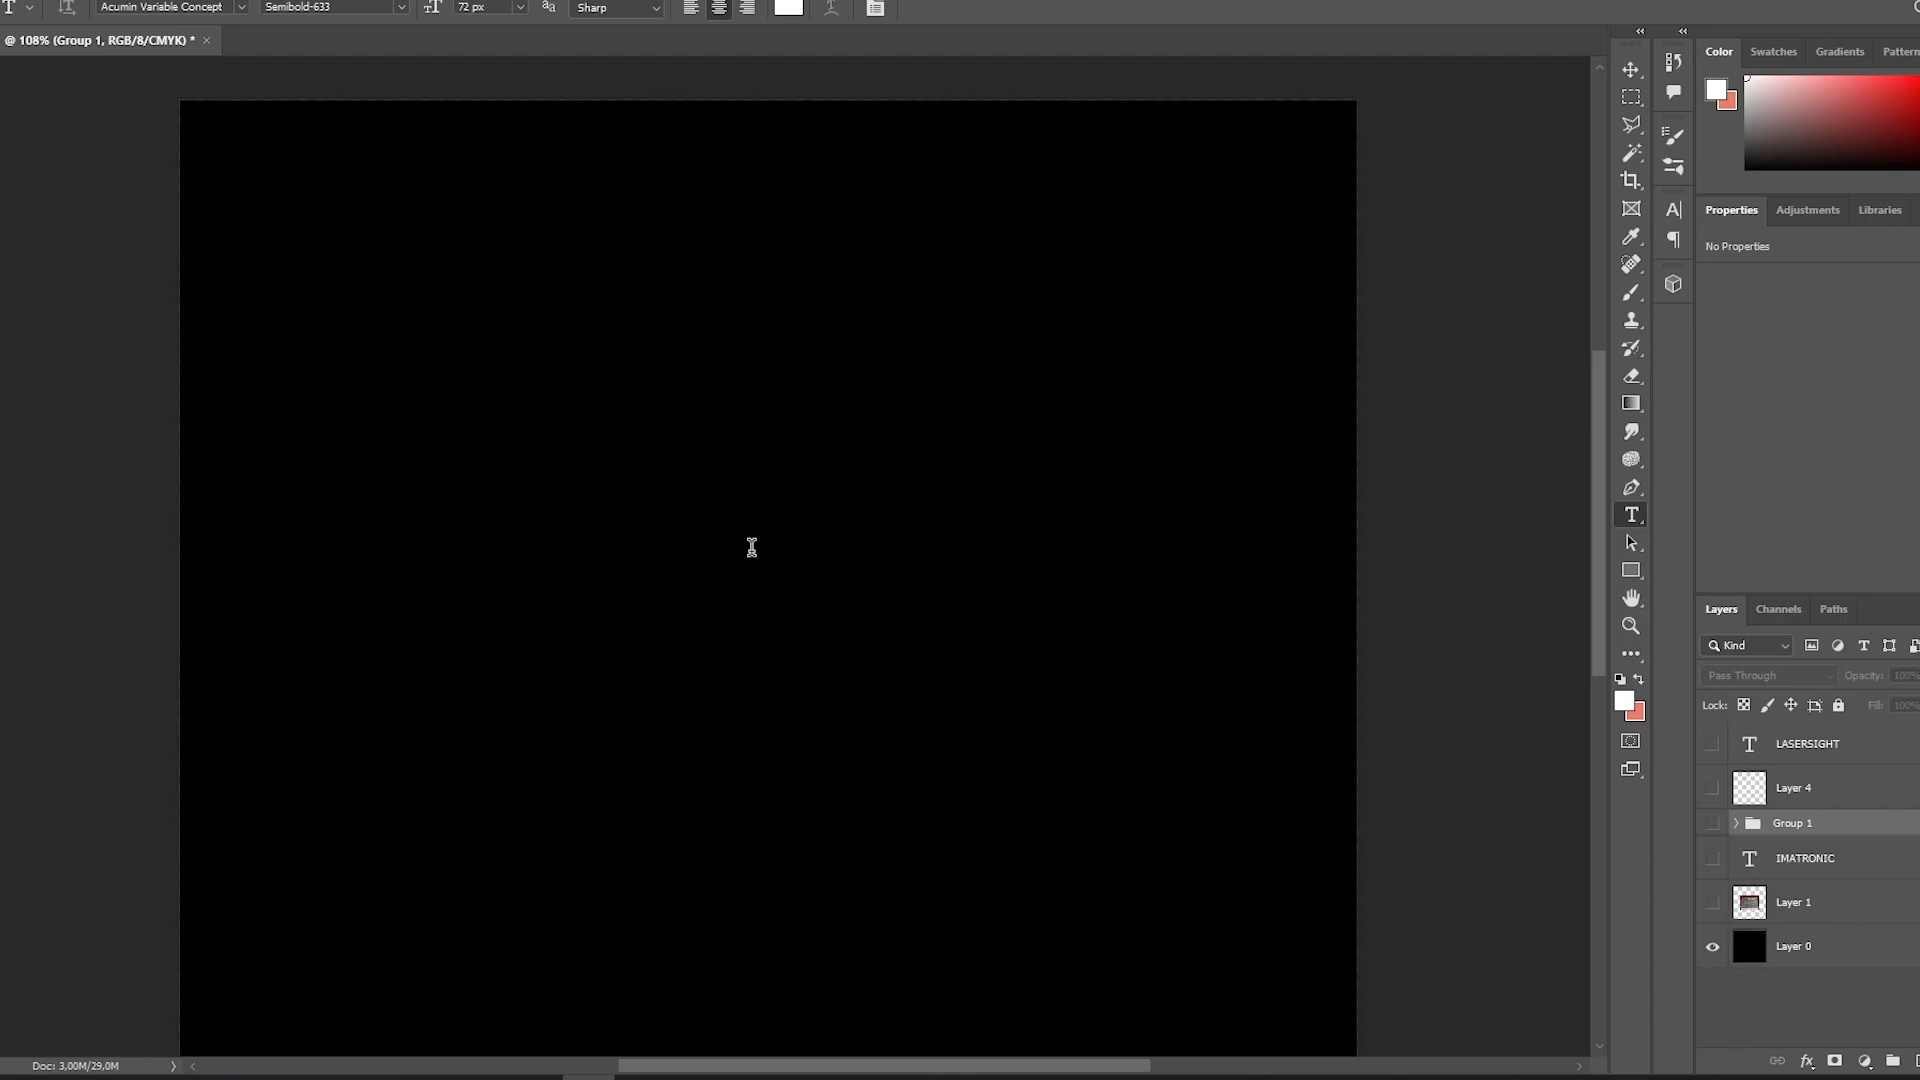 Acumin Variable Concept Semibold-633 72 px Sharp
@ 108% (Group 1, RGB/8/CMYK) *
Color Swatches Gradients Pattern
Properties Adjustments Libraries
No Properties
Layers Channels Paths
Kind
Pass Through Opacity: 100%
Lock: Fill: 100%
LASERSIGHT
Layer 4
Group 1
IMATRONIC
Layer 1
Layer 0
Doc: 3,00M/29,0M